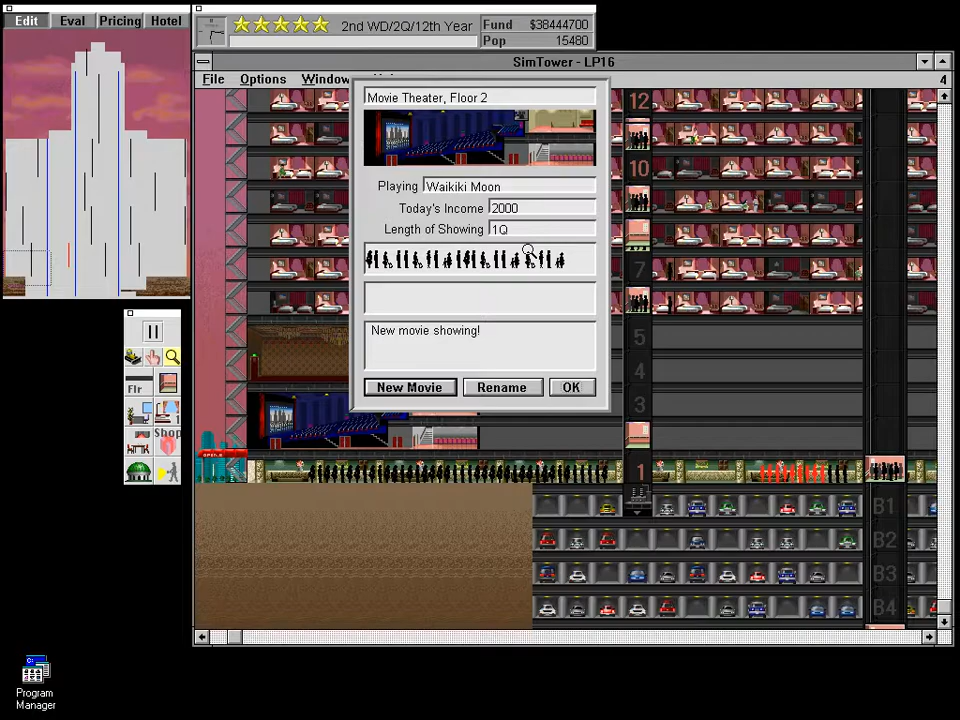 Edit Eval Pricing Hotel
2nd WD/2Q/12th Year
Fund $38444700
Pop 15480
SimTower - LP16
File Options Window
4
Movie Theater, Floor 2
Playing Waikiki Moon
Today's Income 2000
Length of Showing 1Q
New movie showing!
New Movie Rename OK
Flr
Shop
12
10
7
5
4
3
1
B1
B2
B3
B4
OPEN
Program
Manager